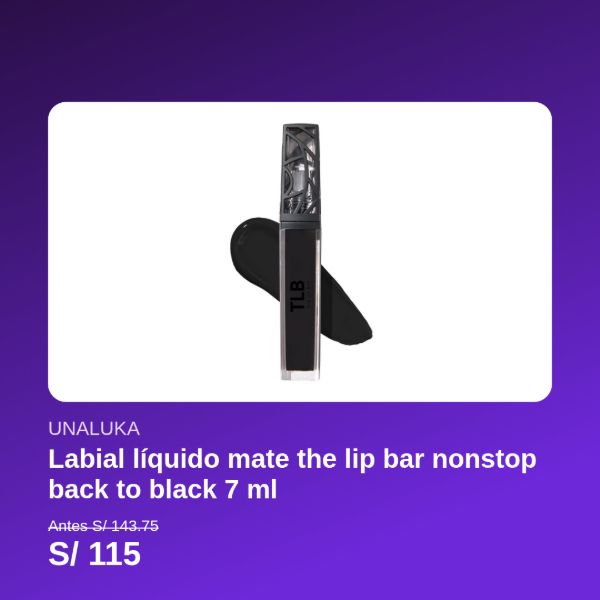 TLB
UNALUKA
Labial líquido mate the lip bar nonstop
back to black 7 ml
Antes S/ 143.75
S/ 115